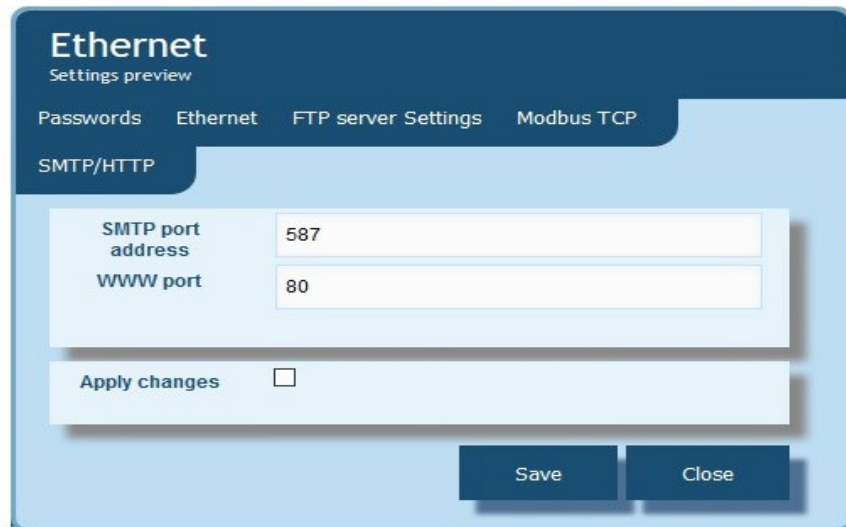 Ethernet
Settings preview
Passwords Ethernet FTP server Settings Modbus TCP
SMTP/HTTP
SMTP port
address
587
WWW port
80
Apply changes
Save Close